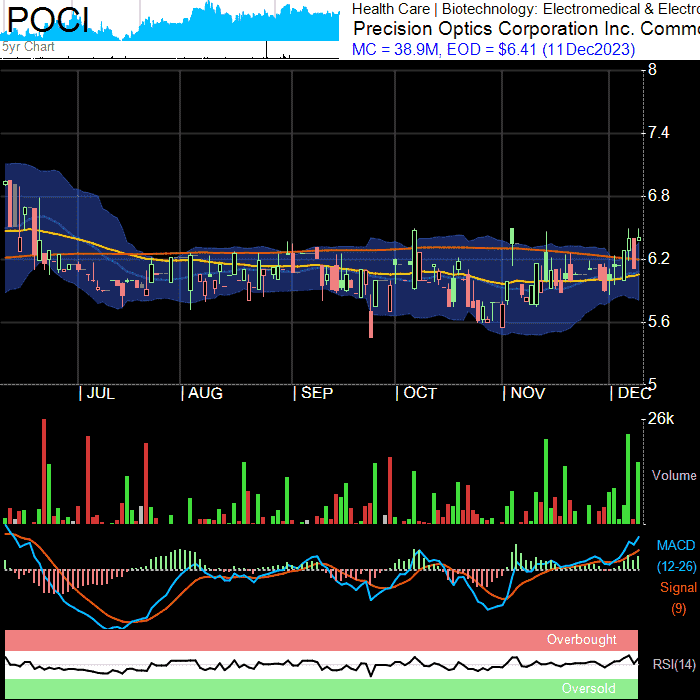 POCI
5yr Chart
Health Care | Biotechnology: Electromedical & Electro
Precision Optics Corporation Inc. Commo
MC = 38.9M, EOD = $6.41 (11Dec2023)
8
7.4
6.8
6.2
5.6
5
| JUL | AUG | SEP | OCT | NOV | DEC
26k
Volume
MACD
(12-26)
Signal
(9)
Overbought
RSI(14)
Oversold